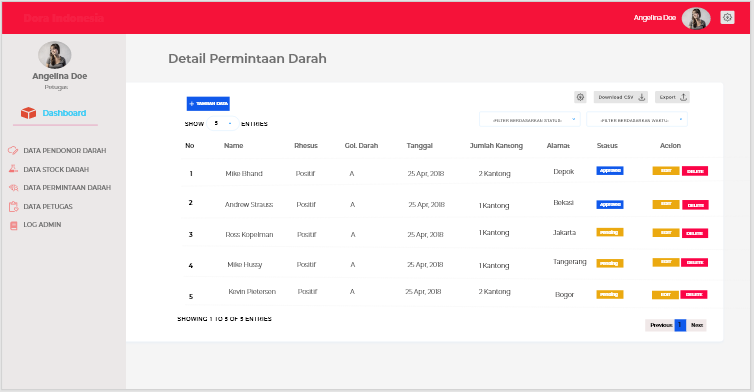 Dora Indonesia
Angelina Doe
Angelina Doe
Petugas
Dashboard
DATA PENDONOR DARAH
DATA STOCK DARAH
DATA PERMINTAAN DARAH
DATA PETUGAS
LOG ADMIN
Detail Permintaan Darah
+ TAMBAH DATA
Download CSV
Export
SHOW 5 ENTRIES
-FILTER BERDASARKAN STATUS-
-FILTER BERDASARKAN WAKTU-
No Name Rhesus Gol. Darah Tanggal Jumlah Kantong Alamat Status Action
1 Mike Bhand Positif A 25 Apr, 2018 2 Kantong Depok Approved EDIT DELETE
2 Andrew Strauss Positif A 25 Apr, 2018 1 Kantong Bekasi Approved EDIT DELETE
3 Ross Kopelman Positif A 25 Apr, 2018 1 Kantong Jakarta Pending EDIT DELETE
4 Mike Hussy Positif A 25 Apr, 2018 1 Kantong Tangerang Pending EDIT DELETE
5 Kevin Pietersen Positif A 25 Apr, 2018 2 Kantong Bogor Pending EDIT DELETE
SHOWING 1 TO 5 OF 5 ENTRIES
Previous 1 Next